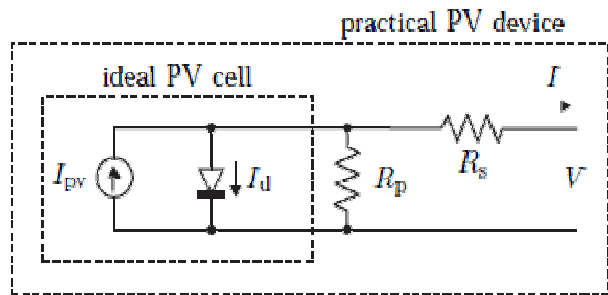 practical PV device
ideal PV cell
I
Ipv
Id
Rp
Rs
V